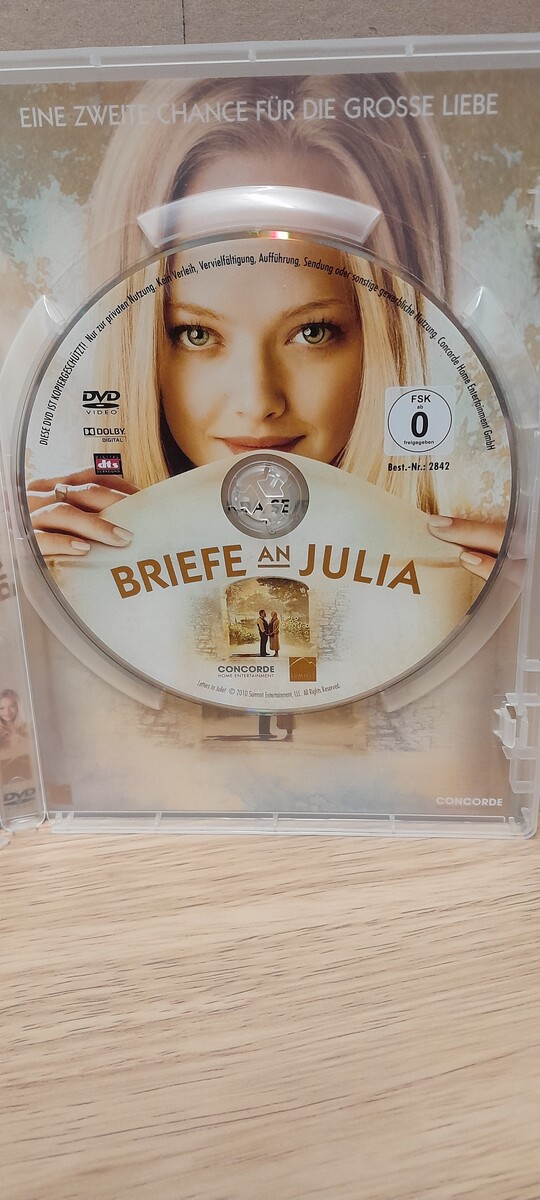 EINE ZWEITE CHANCE FÜR DIE GROSSE LIEBE
DIESE DVD IST KOPIERGESCHÜTZT! Nur zur privaten Nutzung. Kein Verleih, Vervielfältigung, Aufführung, Sendung oder sonstige gewerbliche Nutzung. Concorde Home Entertainment GmbH
DVD
VIDEO
DOLBY
DIGITAL
DIGITAL
dts
SURROUND
FSK
ab
0
freigegeben
Best.-Nr.: 2842
BRIEFE AN JULIA
CONCORDE
HOME ENTERTAINMENT
SUMMIT
Letters to Juliet © 2010 Summit Entertainment, LLC. All Rights Reserved.
DVD
CONCORDE